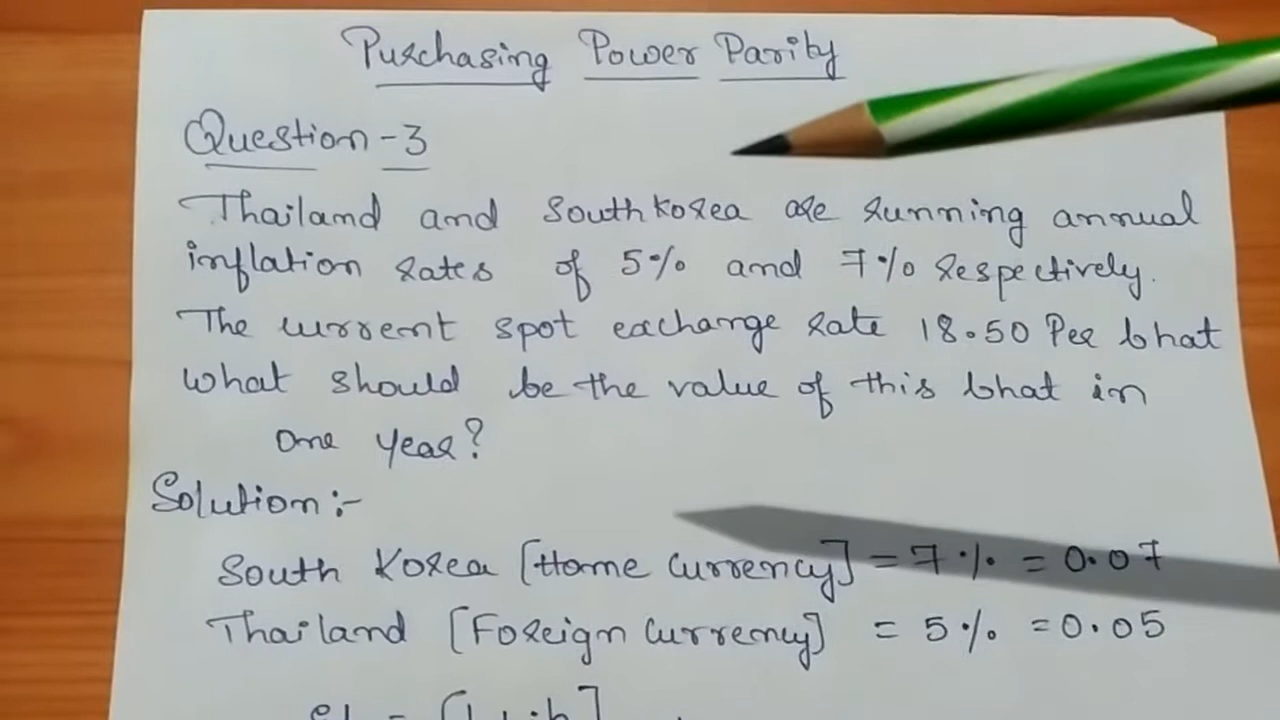 Purchasing Power Parity
Question-3
Thailand and South Korea are running annual
inflation rates of 5% and 7% respectively.
The current spot exchange rate 18.50 Per bhat
what should be the value of this bhat in
one year?
Solution:-
South Korea [Home Currency] = 7% = 0.07
Thailand [Foreign Currency] = 5% = 0.05